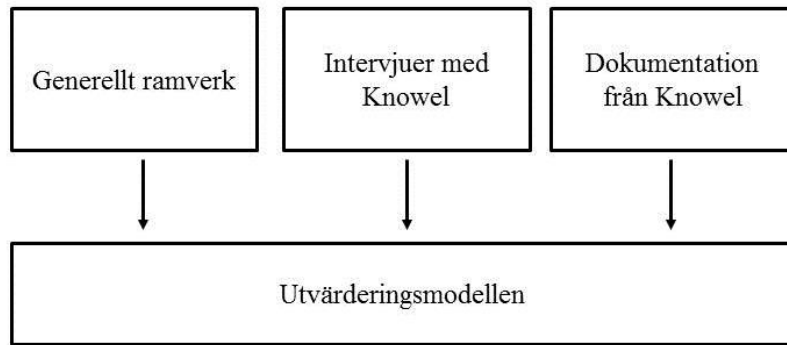 Generellt ramverk
Intervjuer med
Knowel
Dokumentation
från Knowel
Utvärderingsmodellen